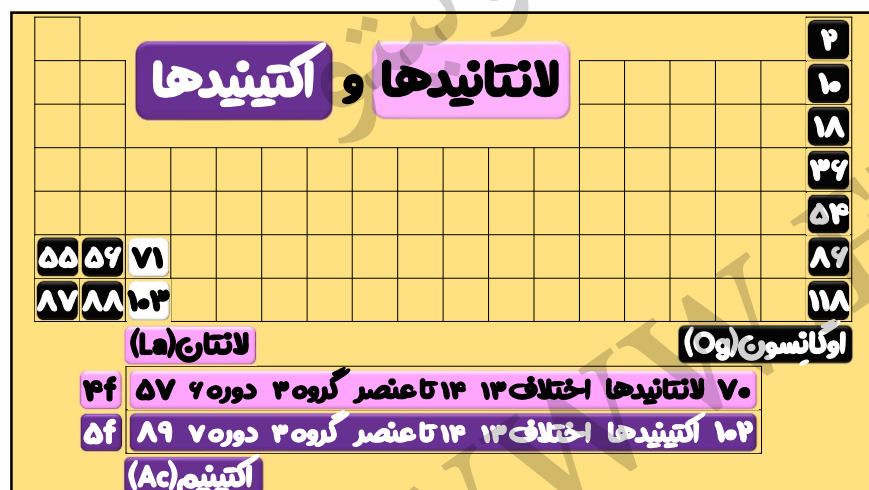 لانتانیدها و اکتینیدها
۲
۱۰
۱۸
۳۶
۵۴
۵۵ ۵۶ ۷۱ ۸۶
۸۷ ۸۸ ۱۰۳ ۱۱۸
لانتان(La) اوگانسون(Og)
۴f ۵۷ لانتانیدها اختلاف ۱۳ ۱۴ تا عنصر گروه ۳ دوره ۶ ۷۰
۵f ۸۹ اکتینیدها اختلاف ۱۳ ۱۴ تا عنصر گروه ۳ دوره ۷ ۱۰۲
اکتینیم(Ac)
WWW.